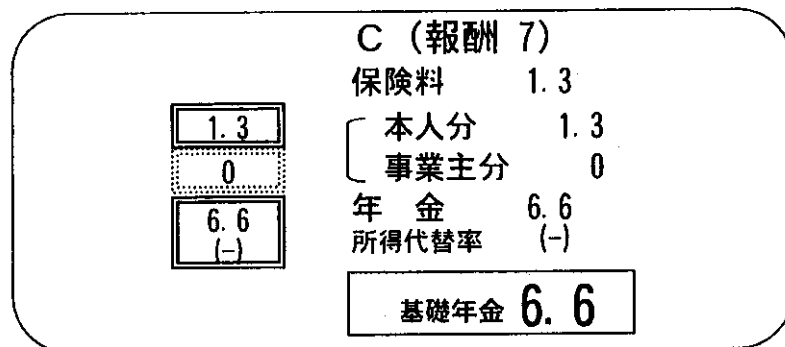 C (報酬 7)
保険料 1.3
1.3
本人分 1.3
0
事業主分 0
6.6
(-)
年 金 6.6
所得代替率 (-)
基礎年金 6.6